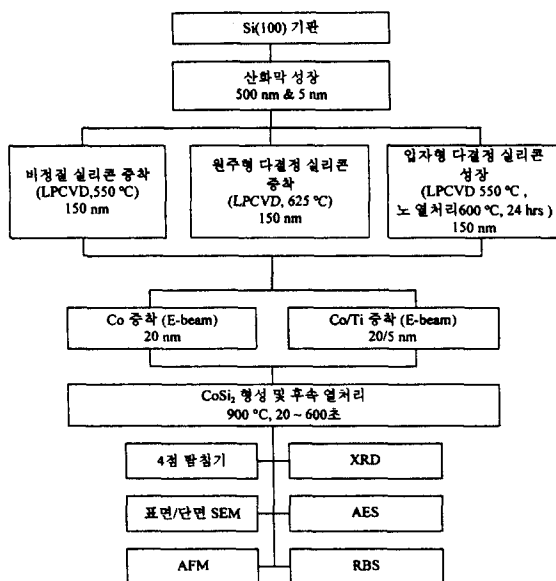 Si(100) 기판
산화막 성장
500 nm & 5 nm
비정질 실리콘 증착
(LPCVD,550 ℃)
150 nm
원주형 다결정 실리콘
증착
(LPCVD, 625 ℃)
150 nm
입자형 다결정 실리콘
성장
(LPCVD 550 ℃ ,
노 열처리600 ℃, 24 hrs )
150 nm
Co 증착 (E-beam)
20 nm
Co/Ti 증착 (E-beam)
20/5 nm
CoSi₂ 형성 및 후속 열처리
900 °C, 20 ~ 600초
4점 탐침기
XRD
표면/단면 SEM
AES
AFM
RBS